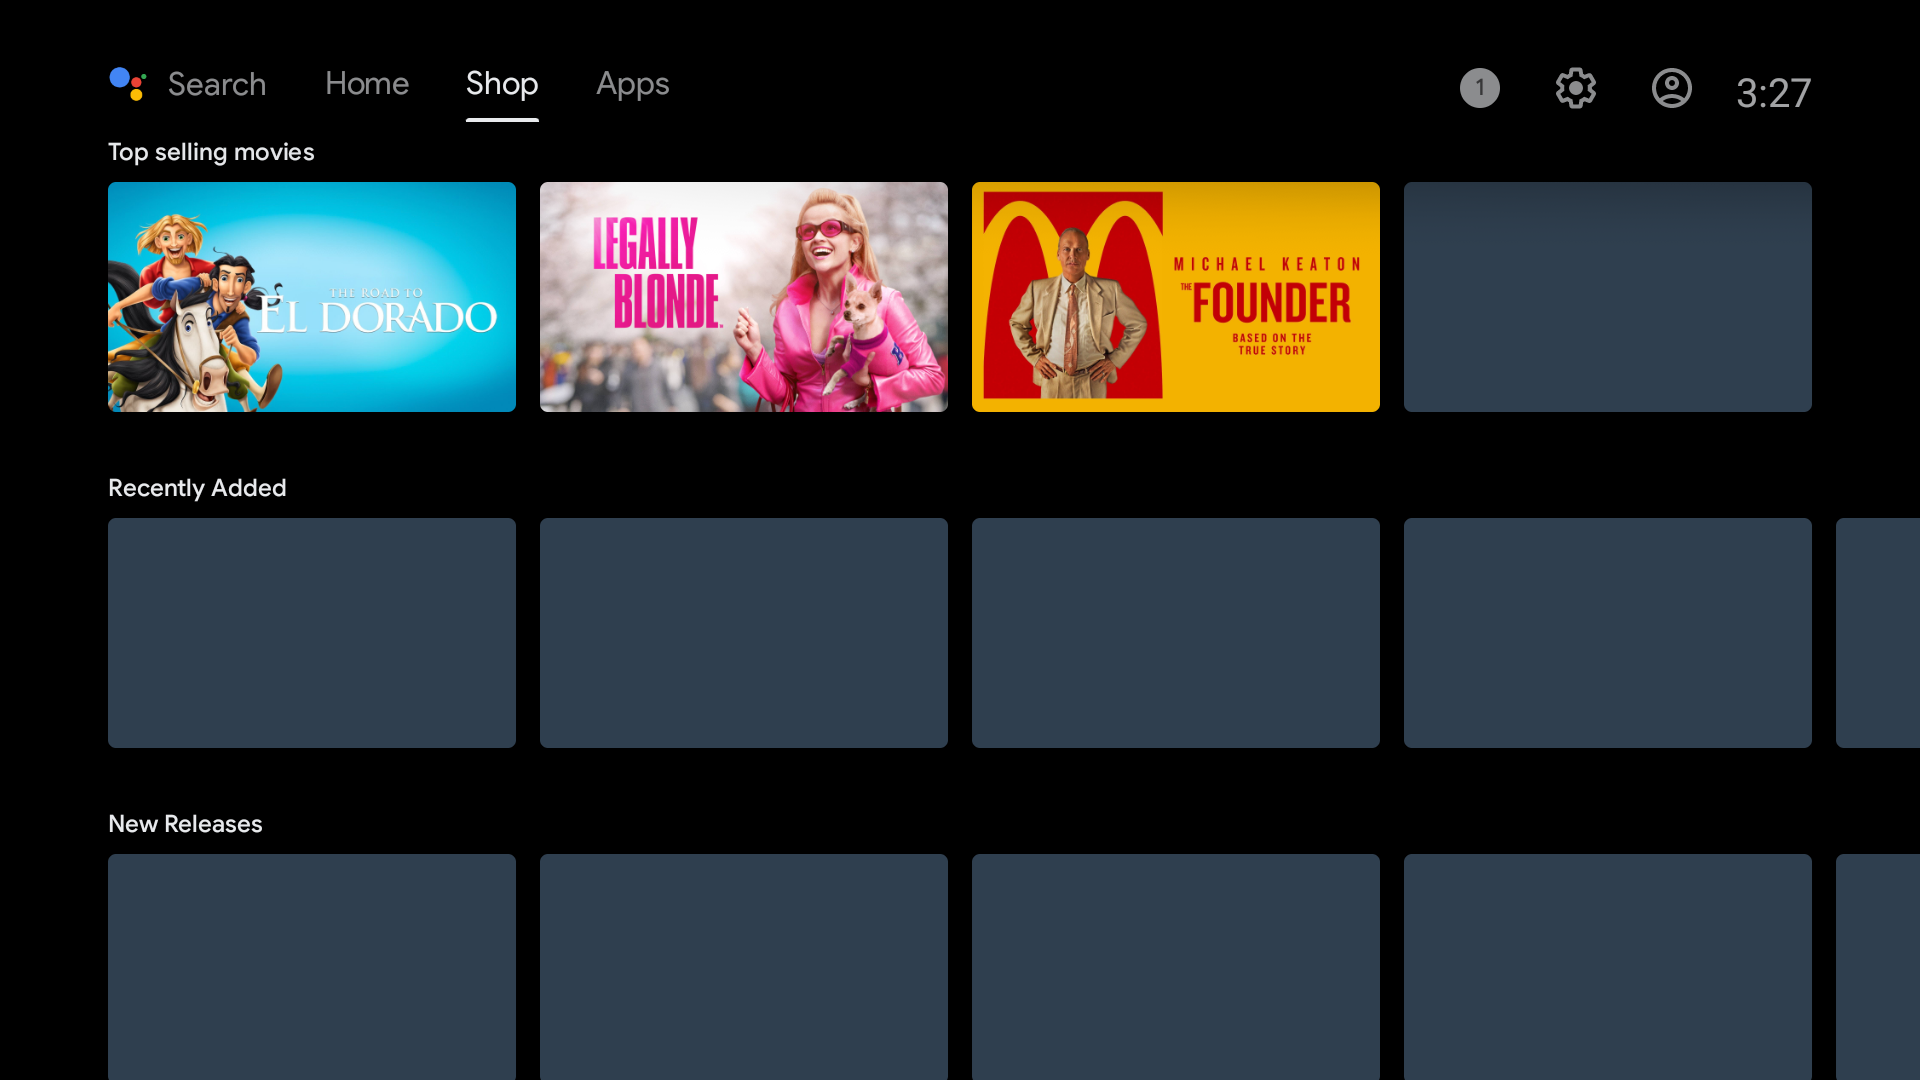 Search
Home
Shop
Apps
1
3:27
Top selling movies
THE ROAD TO
EL DORADO
LEGALLY
BLONDE
MICHAEL KEATON
THE FOUNDER
BASED ON THE
TRUE STORY
Recently Added
New Releases